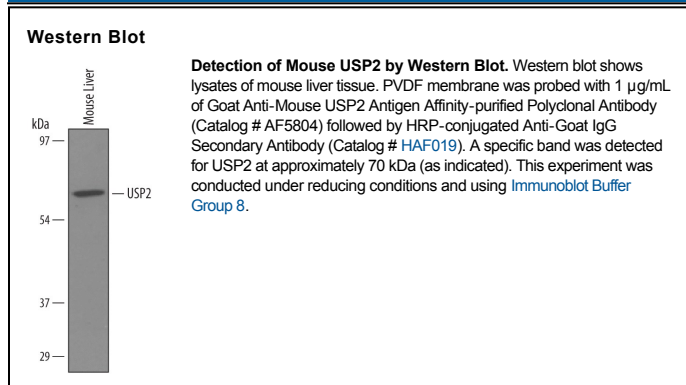 Western Blot
Mouse Liver
kDa
97
USP2
54
37
29
Detection of Mouse USP2 by Western Blot. Western blot shows
lysates of mouse liver tissue. PVDF membrane was probed with 1 µg/mL
of Goat Anti-Mouse USP2 Antigen Affinity-purified Polyclonal Antibody
(Catalog # AF5804) followed by HRP-conjugated Anti-Goat IgG
Secondary Antibody (Catalog # HAF019). A specific band was detected
for USP2 at approximately 70 kDa (as indicated). This experiment was
conducted under reducing conditions and using Immunoblot Buffer
Group 8.